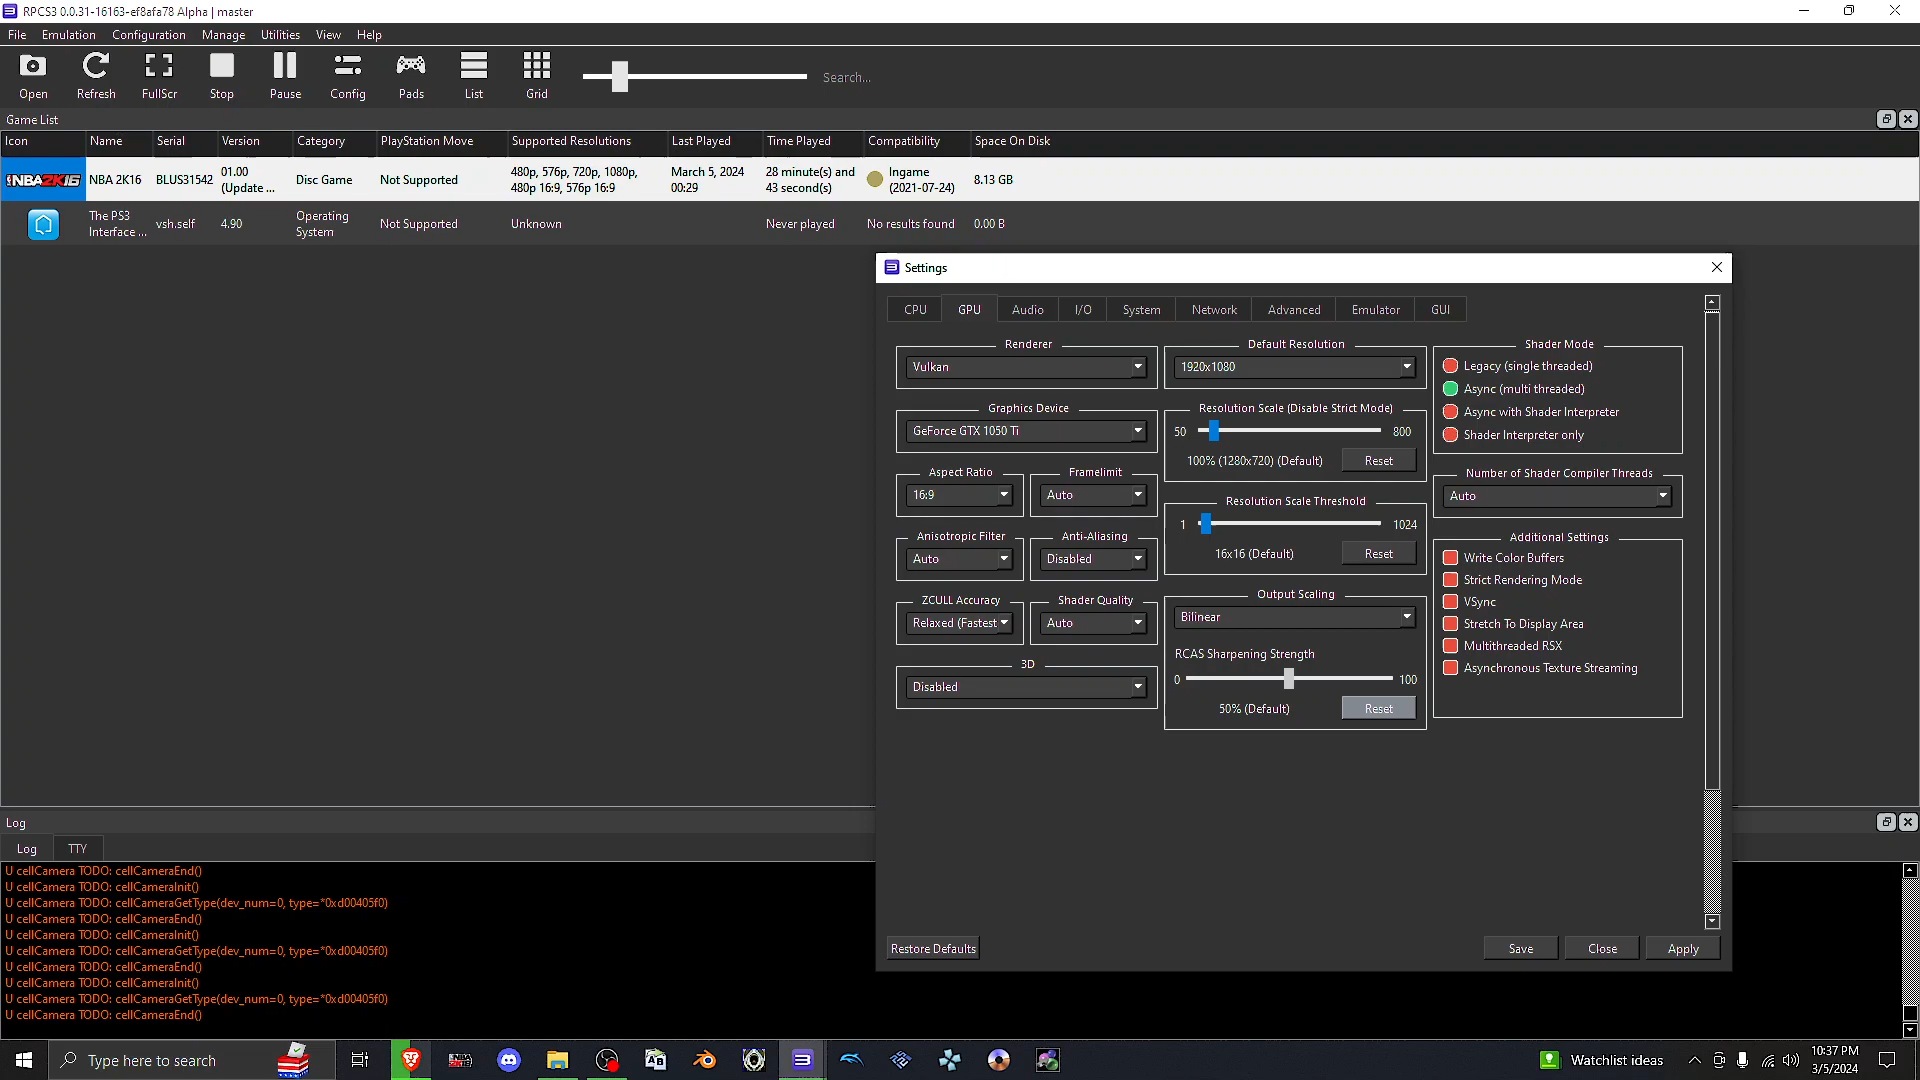 RPCS3 0.0.31-16163-ef8afa78 Alpha | master
File Emulation Configuration Manage Utilities View Help
Open Refresh FullScr Stop Pause Config Pads List Grid Search...
Game List
Icon Name Serial Version Category PlayStation Move Supported Resolutions Last Played Time Played Compatibility Space On Disk
NBA 2K16 NBA 2K16 BLUS31542 01.00 (Update ... Disc Game Not Supported 480p, 576p, 720p, 1080p, 480p 16:9, 576p 16:9 March 5, 2024 00:29 28 minute(s) and 43 second(s) Ingame (2021-07-24) 8.13 GB
The PS3 Interface ... vsh.self 4.90 Operating System Not Supported Unknown Never played No results found 0.00 B
Settings
CPU GPU Audio I/O System Network Advanced Emulator GUI
Renderer
Vulkan
Graphics Device
GeForce GTX 1050 Ti
Aspect Ratio
16:9
Framelimit
Auto
Anisotropic Filter
Auto
Anti-Aliasing
Disabled
ZCULL Accuracy
Relaxed (Fastest
Shader Quality
Auto
3D
Disabled
Default Resolution
1920x1080
Resolution Scale (Disable Strict Mode)
50 800
100% (1280x720) (Default) Reset
Resolution Scale Threshold
1 1024
16x16 (Default) Reset
Output Scaling
Bilinear
RCAS Sharpening Strength
0 100
50% (Default) Reset
Shader Mode
Legacy (single threaded)
Async (multi threaded)
Async with Shader Interpreter
Shader Interpreter only
Number of Shader Compiler Threads
Auto
Additional Settings
Write Color Buffers
Strict Rendering Mode
VSync
Stretch To Display Area
Multithreaded RSX
Asynchronous Texture Streaming
Restore Defaults Save Close Apply
Log
Log TTY
U cellCamera TODO: cellCameraEnd()
U cellCamera TODO: cellCameraInit()
U cellCamera TODO: cellCameraGetType(dev_num=0, type=*0xd00405f0)
U cellCamera TODO: cellCameraEnd()
U cellCamera TODO: cellCameraInit()
U cellCamera TODO: cellCameraGetType(dev_num=0, type=*0xd00405f0)
U cellCamera TODO: cellCameraEnd()
U cellCamera TODO: cellCameraInit()
U cellCamera TODO: cellCameraGetType(dev_num=0, type=*0xd00405f0)
U cellCamera TODO: cellCameraEnd()
Type here to search Watchlist ideas 10:37 PM
3/5/2024